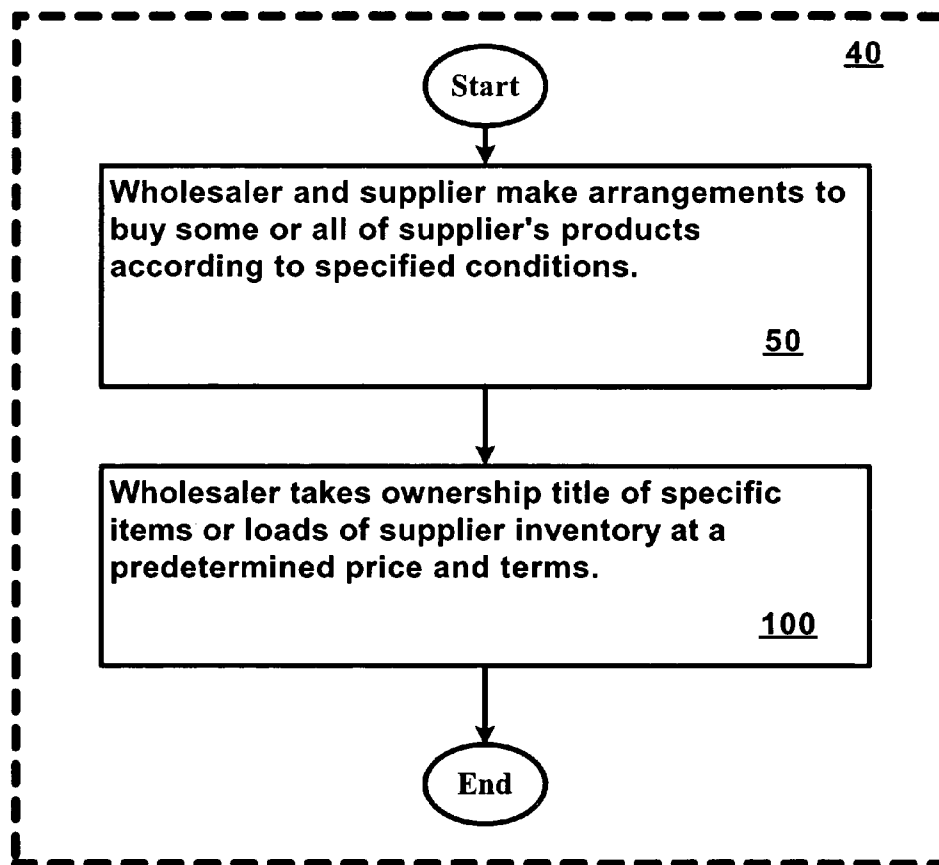 40
Start
Wholesaler and supplier make arrangements to
buy some or all of supplier's products
according to specified conditions.
50
Wholesaler takes ownership title of specific
items or loads of supplier inventory at a
predetermined price and terms.
100
End